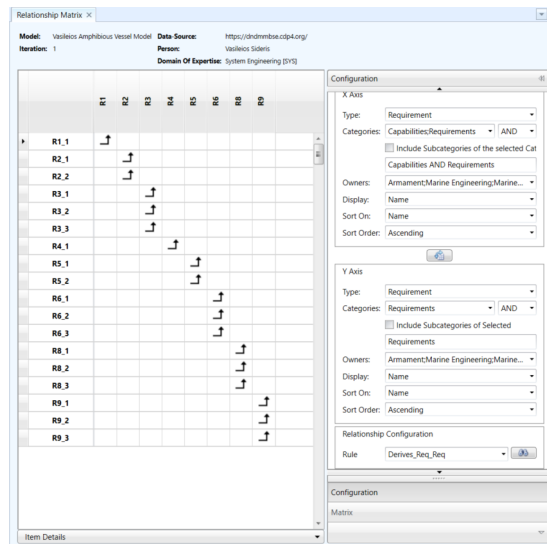 Relationship Matrix
Model: Vasileios Amphibious Vessel Model Data-Source: https://dndmmbse.cdp4.org/
Iteration: 1 Person: Vasileios Sideris
Domain Of Expertise: System Engineering [SYS]
R1 R2 R3 R4 R5 R6 R8 R9
R1_1
R2_1
R2_2
R3_1
R3_2
R3_3
R4_1
R5_1
R5_2
R6_1
R6_2
R6_3
R8_1
R8_2
R8_3
R9_1
R9_2
R9_3
Item Details
Configuration
X Axis
Type: Requirement
Categories: Capabilities;Requirements AND
Include Subcategories of the selected Cat
Capabilities AND Requirements
Owners: Armament;Marine Engineering;Marine...
Display: Name
Sort On: Name
Sort Order: Ascending
Y Axis
Type: Requirement
Categories: Requirements AND
Include Subcategories of Selected
Requirements
Owners: Armament;Marine Engineering;Marine...
Display: Name
Sort On: Name
Sort Order: Ascending
Relationship Configuration
Rule Derives_Req_Req
Configuration
Matrix